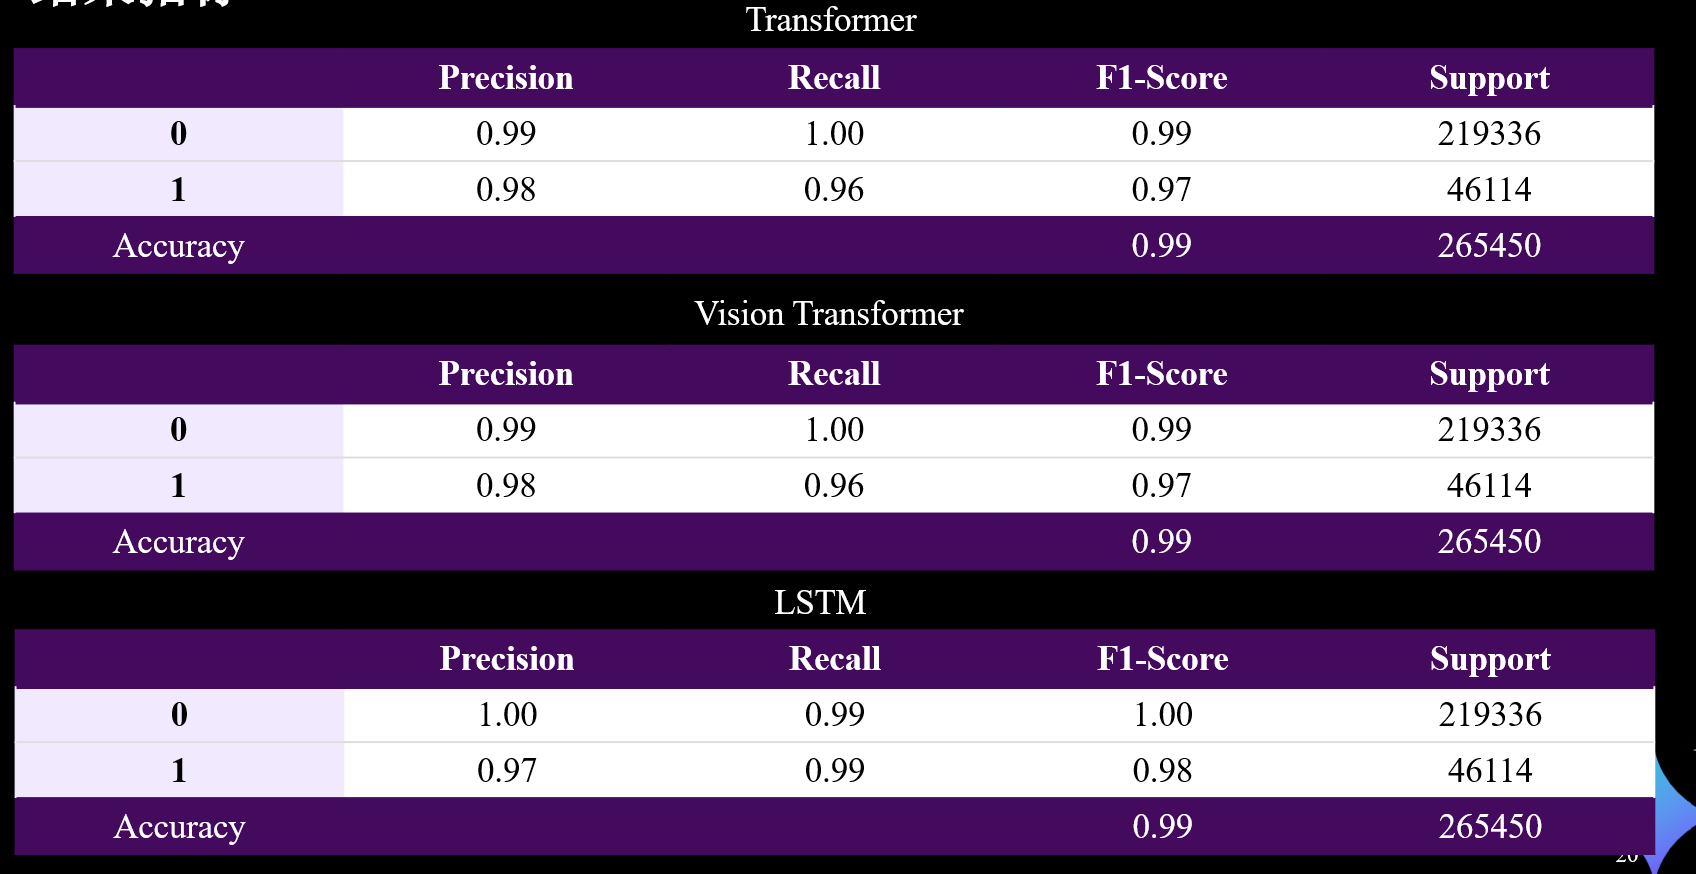 Transformer
Precision Recall F1-Score Support
0 0.99 1.00 0.99 219336
1 0.98 0.96 0.97 46114
Accuracy 0.99 265450
Vision Transformer
Precision Recall F1-Score Support
0 0.99 1.00 0.99 219336
1 0.98 0.96 0.97 46114
Accuracy 0.99 265450
LSTM
Precision Recall F1-Score Support
0 1.00 0.99 1.00 219336
1 0.97 0.99 0.98 46114
Accuracy 0.99 265450